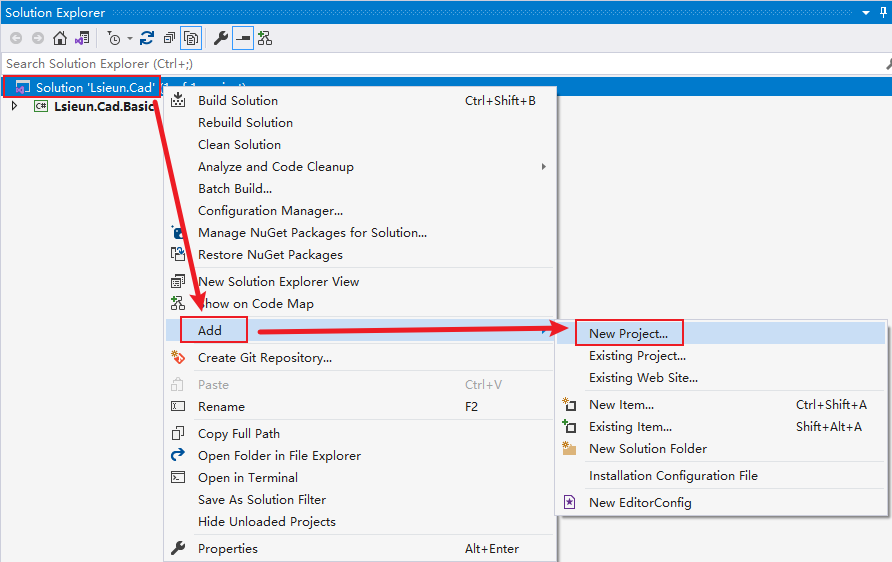 Solution Explorer
Search Solution Explorer (Ctrl+;)
Solution 'Lsieun.Cad'
C# Lsieun.Cad.Basic
Build Solution Ctrl+Shift+B
Rebuild Solution
Clean Solution
Analyze and Code Cleanup
Batch Build...
Configuration Manager...
Manage NuGet Packages for Solution...
Restore NuGet Packages
New Solution Explorer View
Show on Code Map
Add
Create Git Repository...
Paste Ctrl+V
Rename F2
Copy Full Path
Open Folder in File Explorer
Open in Terminal
Save As Solution Filter
Hide Unloaded Projects
Properties Alt+Enter
New Project...
Existing Project...
Existing Web Site...
New Item... Ctrl+Shift+A
Existing Item... Shift+Alt+A
New Solution Folder
Installation Configuration File
New EditorConfig